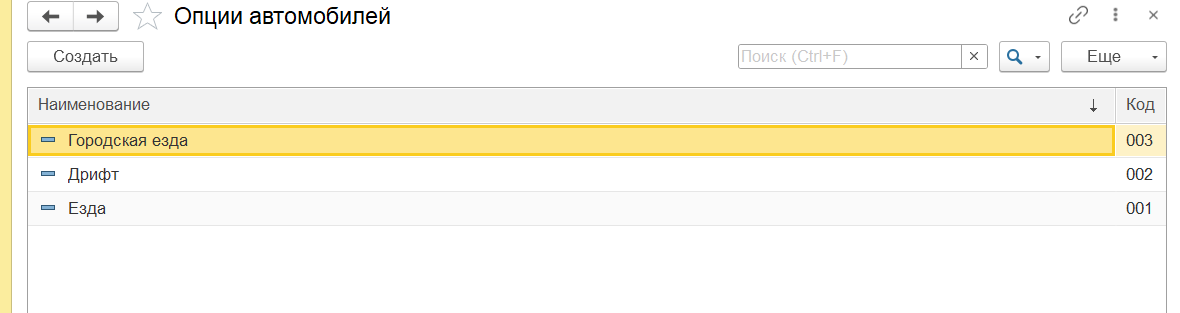 Опции автомобилей
Создать Поиск (Ctrl+F) Еще
Наименование Код
Городская езда 003
Дрифт 002
Езда 001